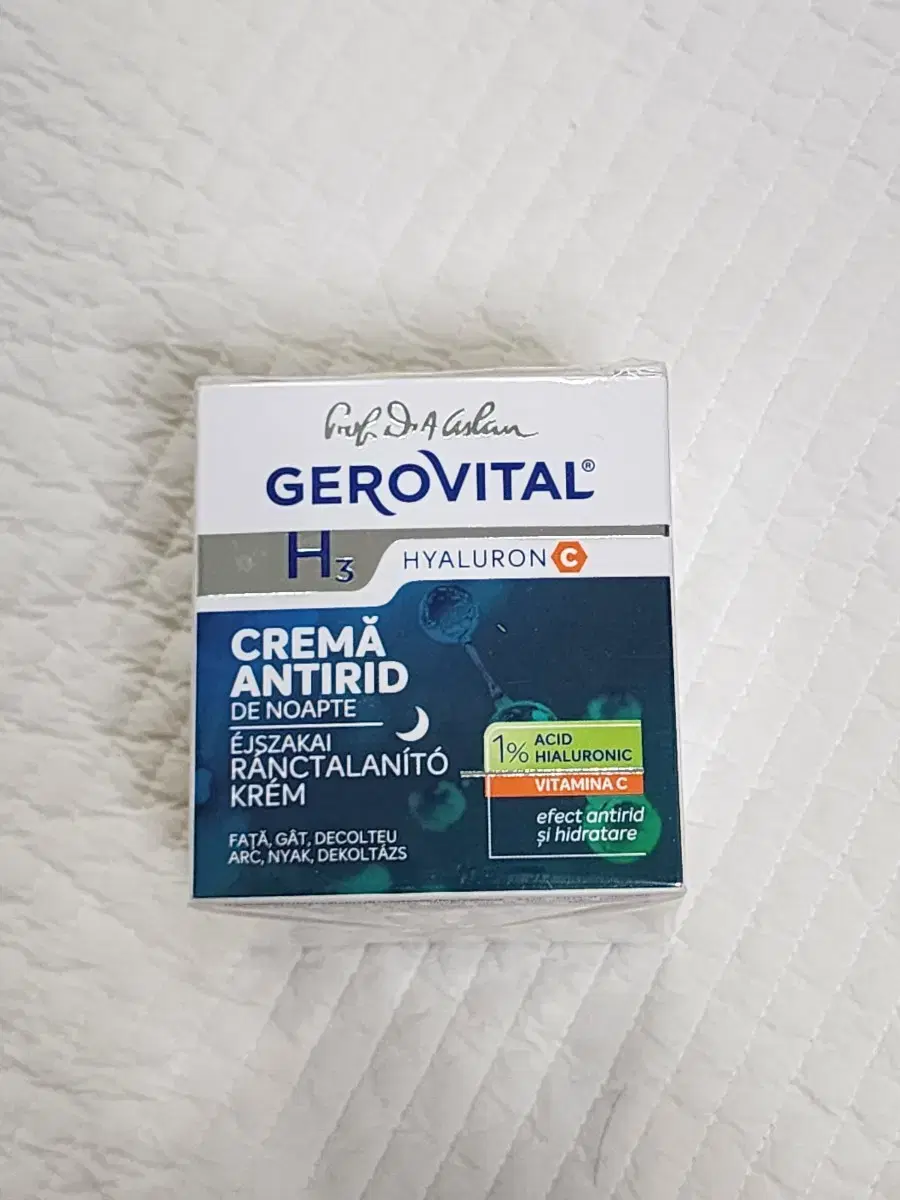 Prof. Dr. A. Aslan
GEROVITAL®
H3 HYALURON C
CREMĂ
ANTIRID
DE NOAPTE
ÉJSZAKAI
RÁNCTALANÍTÓ
KRÉM
FAȚĂ, GÂT, DECOLTEU
ARC, NYAK, DEKOLTÁZS
1% ACID
HIALURONIC
VITAMINA C
efect antirid
și hidratare